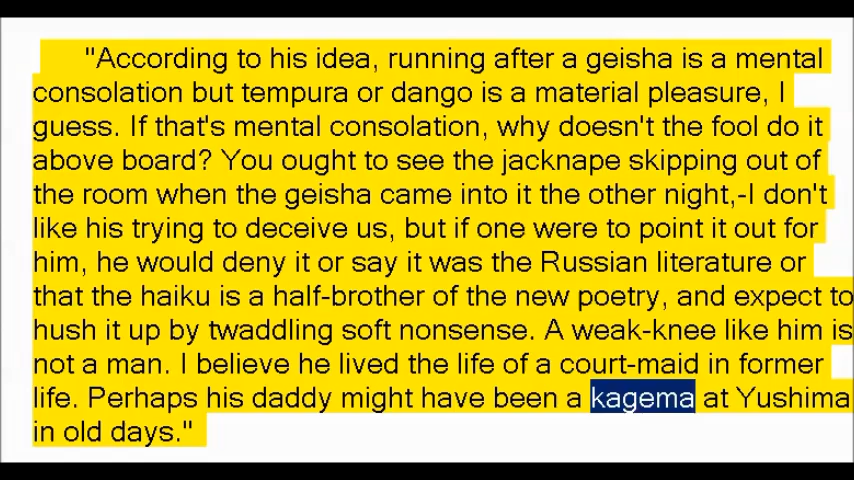 "According to his idea, running after a geisha is a mental
consolation but tempura or dango is a material pleasure, I
guess. If that's mental consolation, why doesn't the fool do it
above board? You ought to see the jacknape skipping out of
the room when the geisha came into it the other night,-I don't
like his trying to deceive us, but if one were to point it out for
him, he would deny it or say it was the Russian literature or
that the haiku is a half-brother of the new poetry, and expect to
hush it up by twaddling soft nonsense. A weak-knee like him is
not a man. I believe he lived the life of a court-maid in former
life. Perhaps his daddy might have been a kagema at Yushima
in old days."